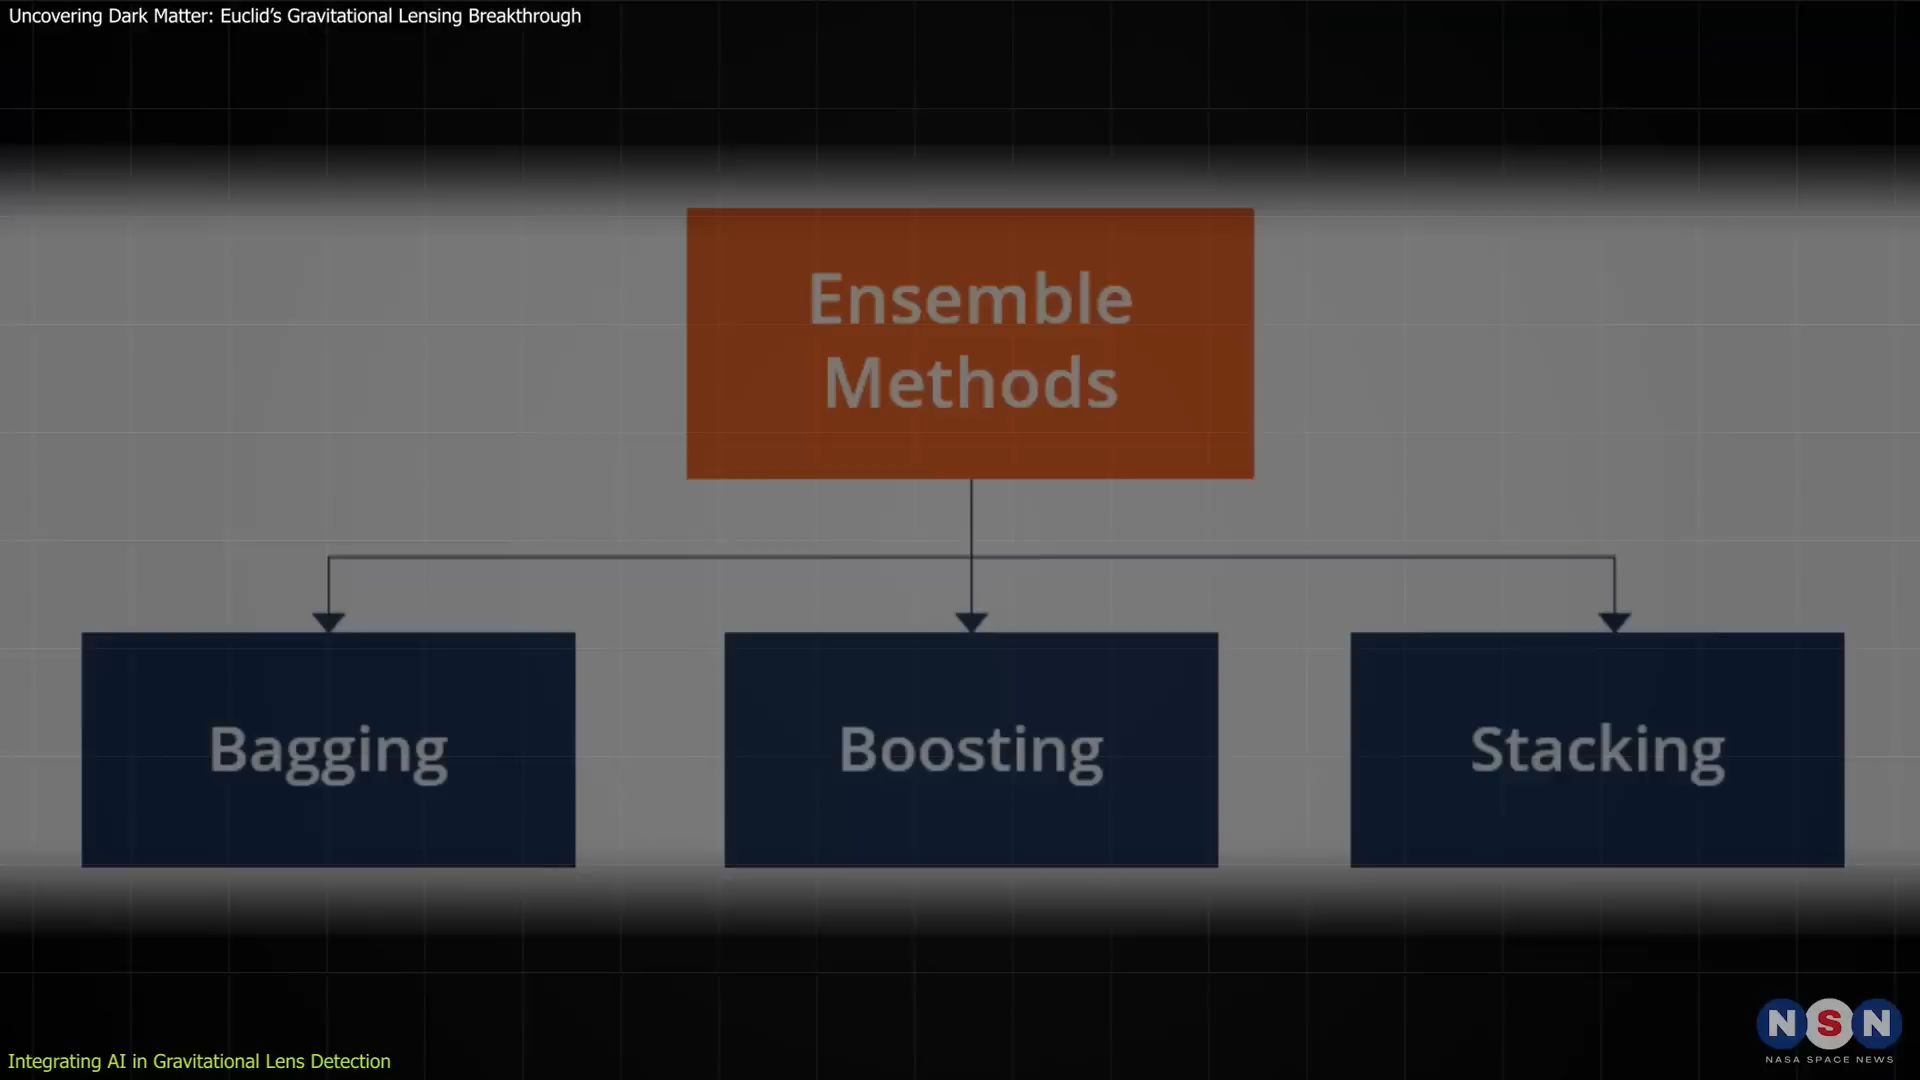 Uncovering Dark Matter: Euclid’s Gravitational Lensing Breakthrough
Ensemble
Methods
Bagging
Boosting
Stacking
NSN
NASA SPACE NEWS
Integrating AI in Gravitational Lens Detection